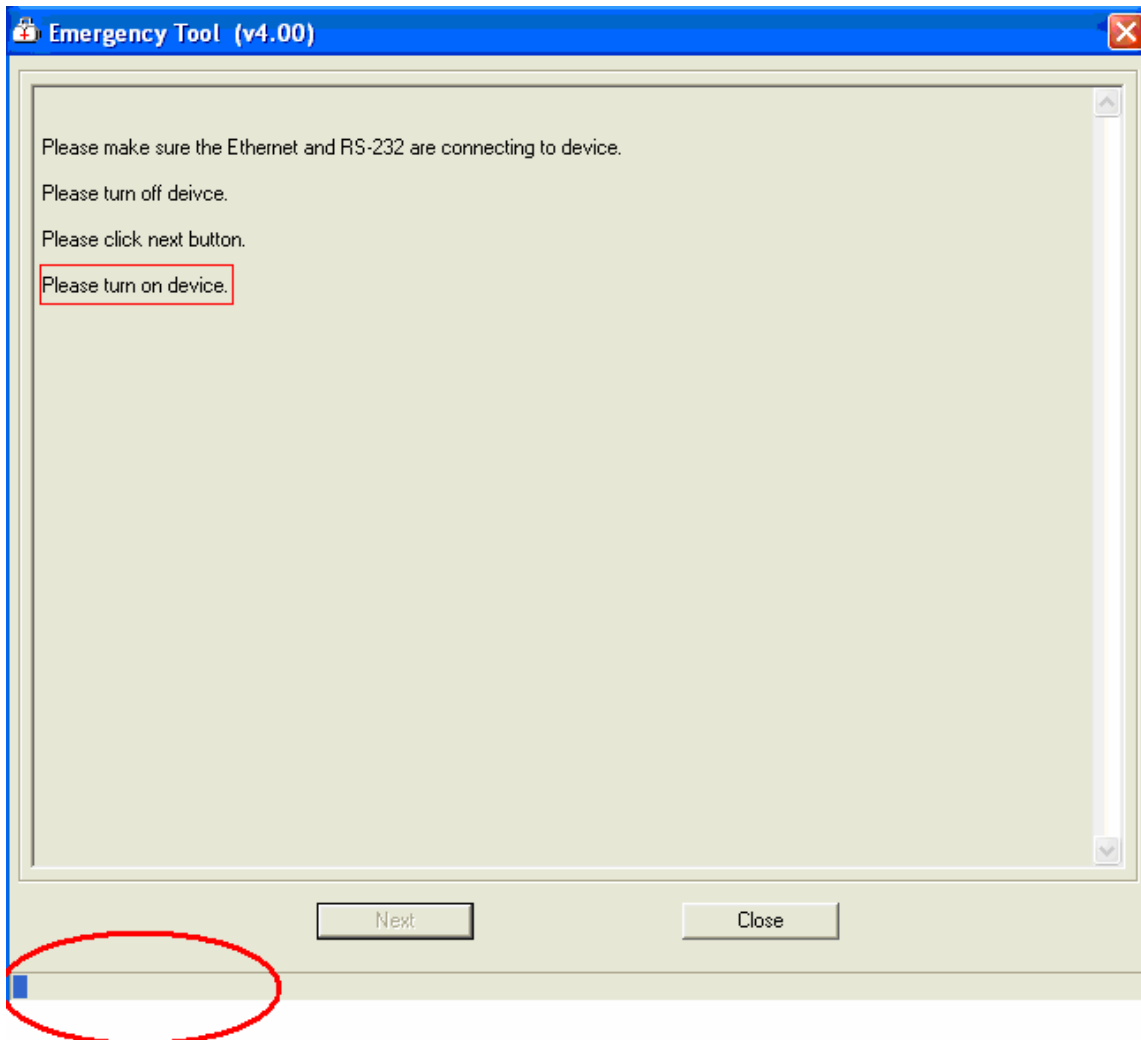 Emergency Tool (v4.00)
Please make sure the Ethernet and RS-232 are connecting to device.
Please turn off deivce.
Please click next button.
Please turn on device.
Next
Close